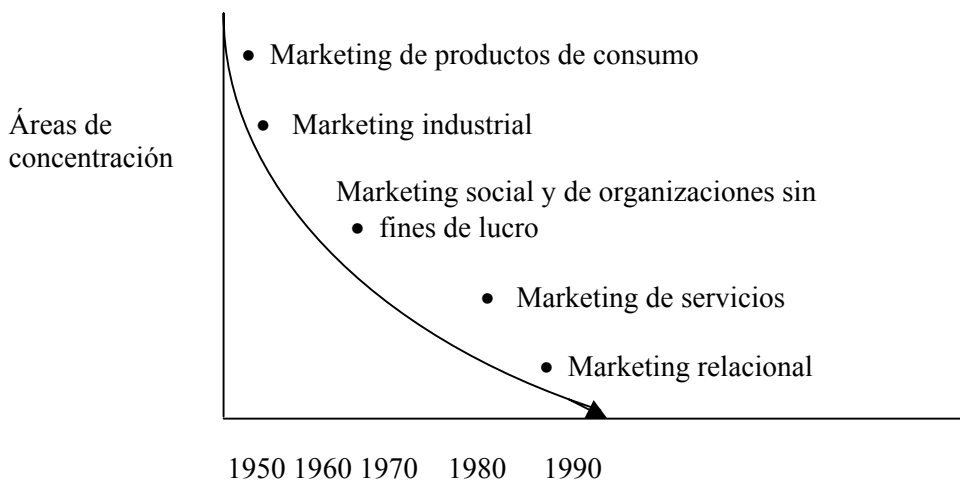 • Marketing de productos de consumo
Áreas de
concentración
• Marketing industrial
Marketing social y de organizaciones sin
• fines de lucro
• Marketing de servicios
• Marketing relacional
1950 1960 1970 1980 1990